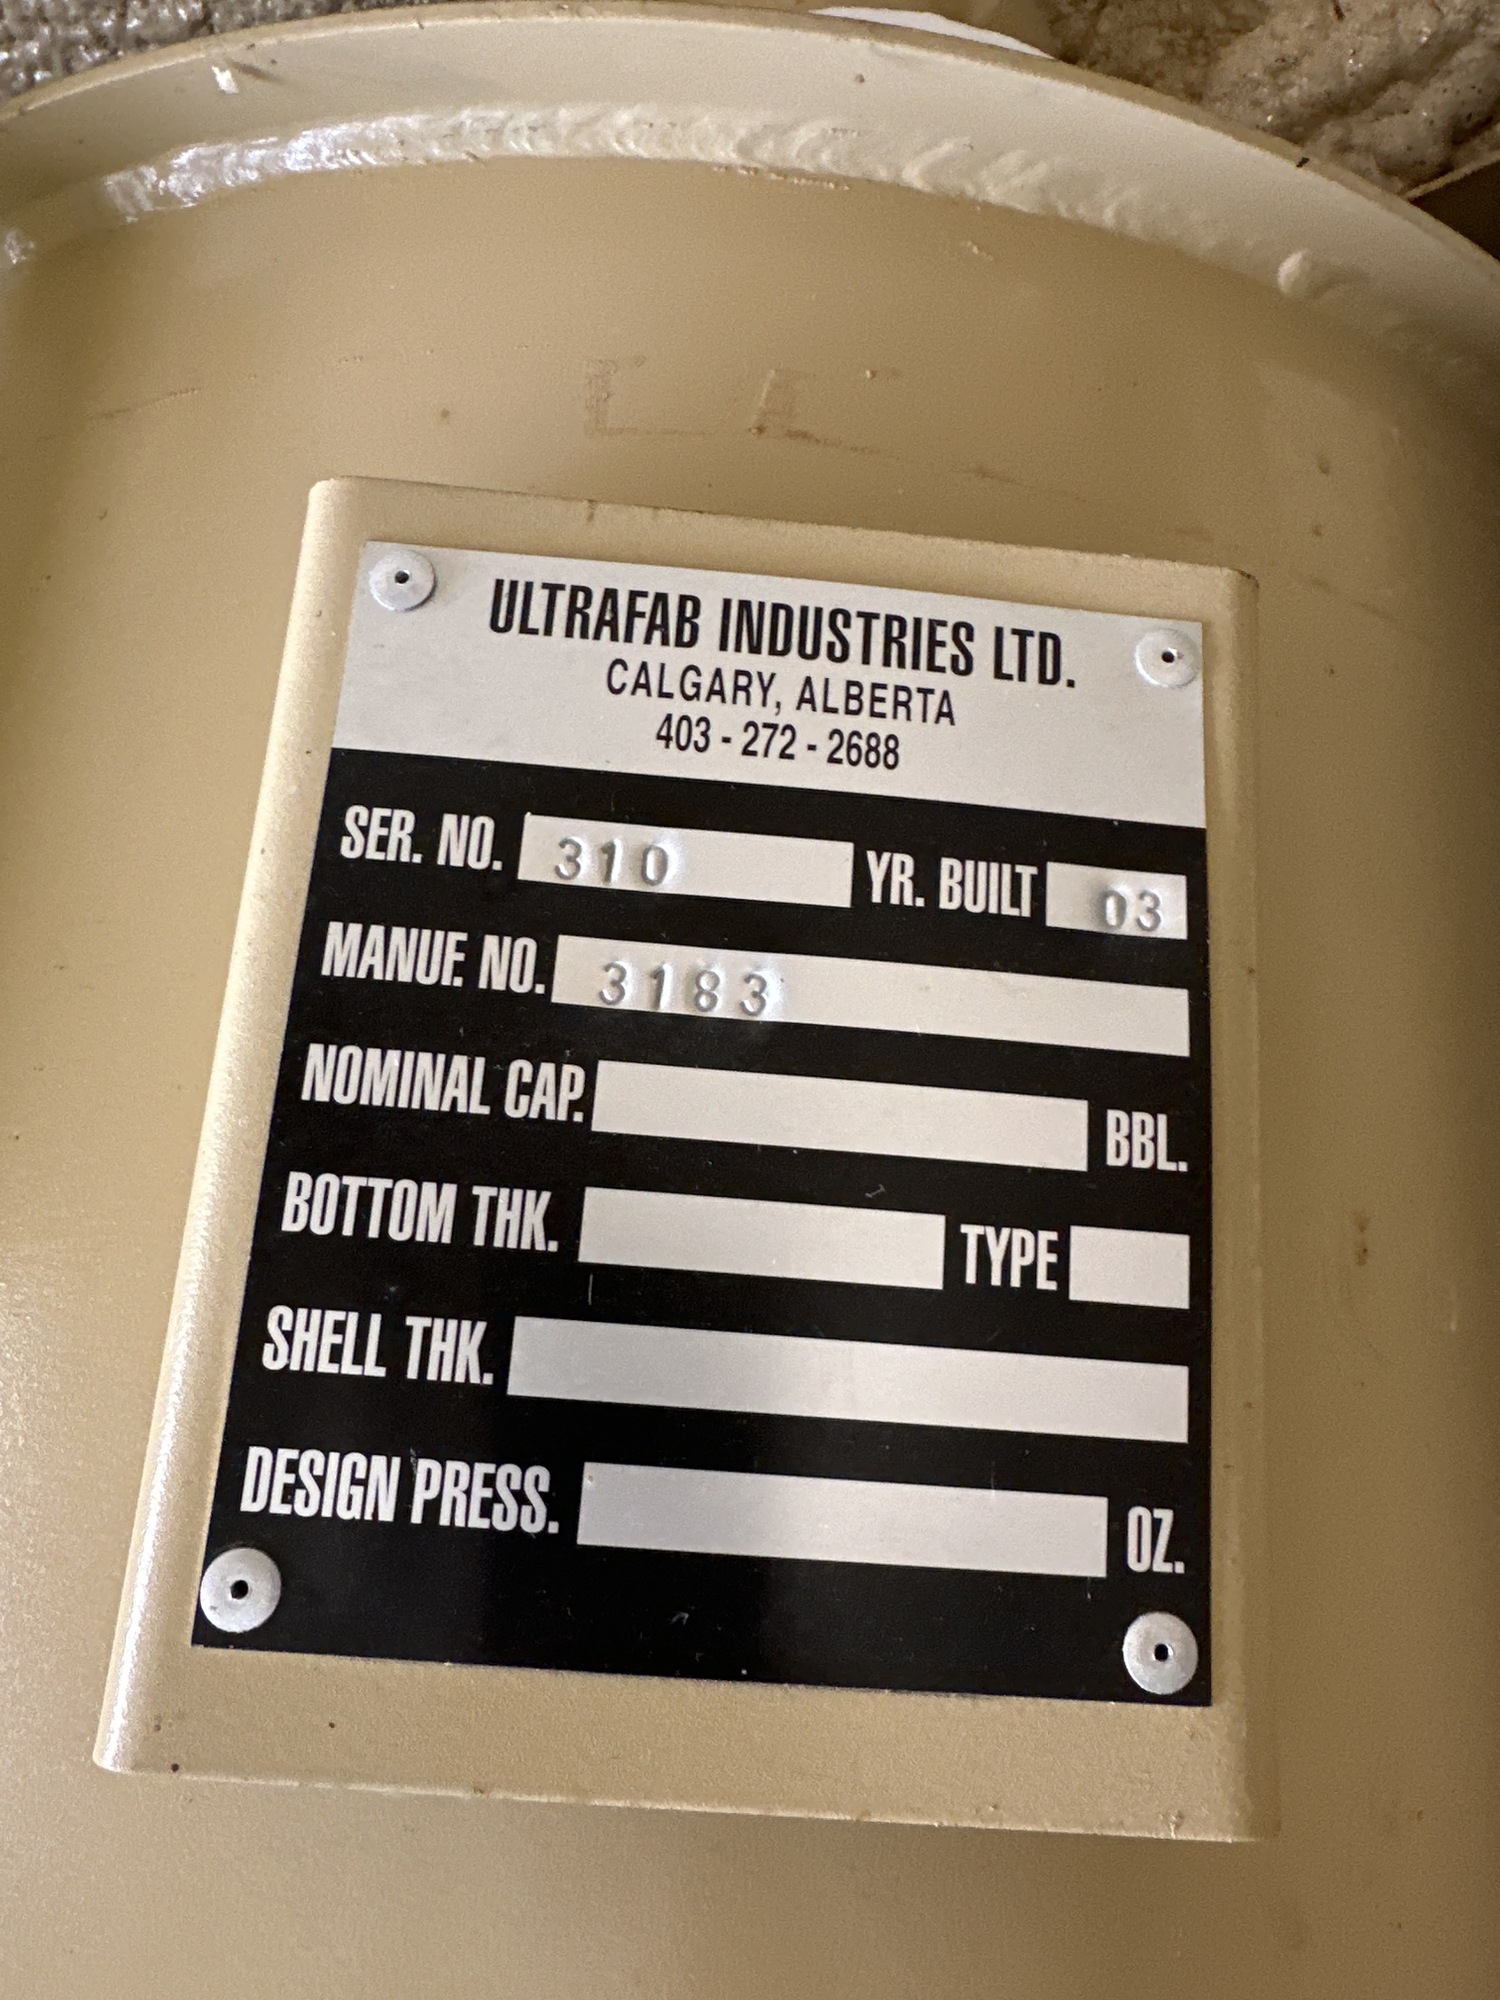 ULTRAFAB INDUSTRIES LTD.
CALGARY, ALBERTA
403 - 272 - 2688
SER. NO. 310 YR. BUILT 03
MANUF. NO. 3183
NOMINAL CAP. BBL.
BOTTOM THK. TYPE
SHELL THK.
DESIGN PRESS. OZ.